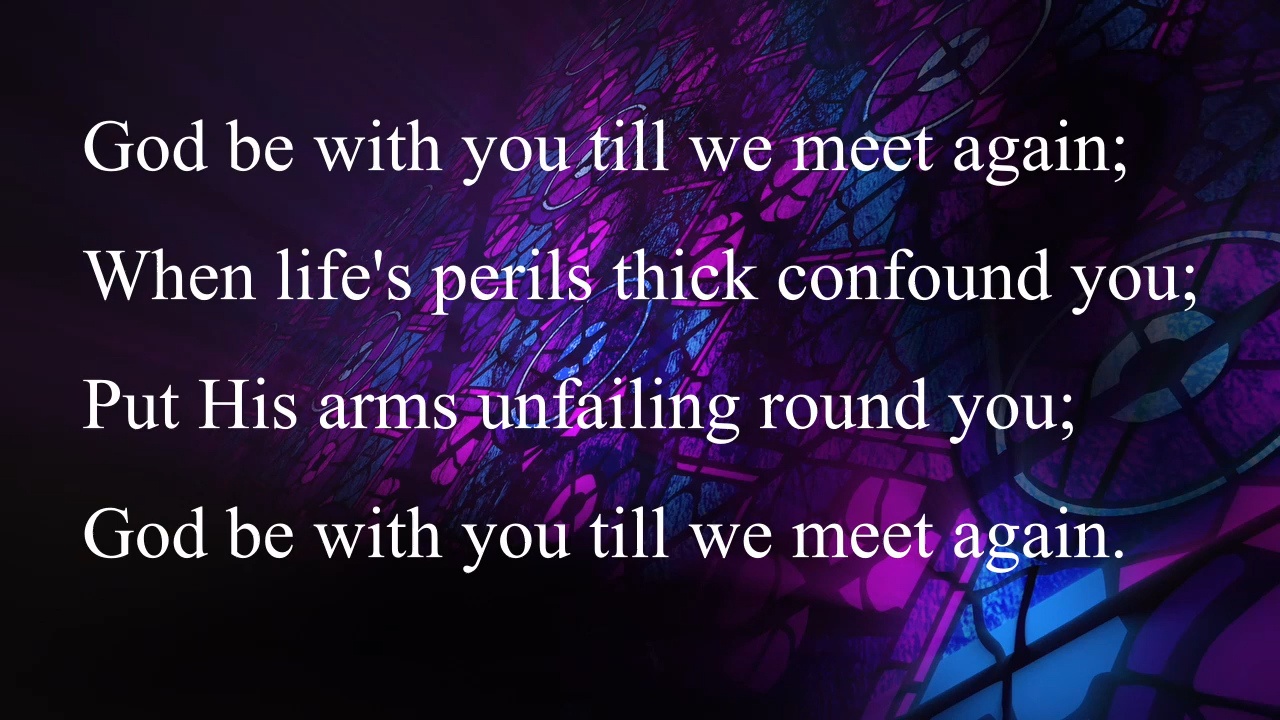 God be with you till we meet again;
When life's perils thick confound you;
Put His arms unfailing round you;
God be with you till we meet again.